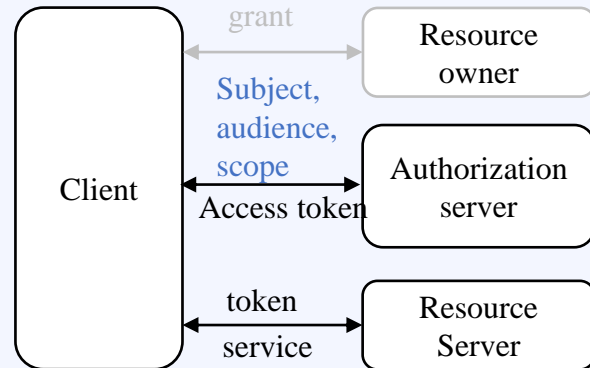 grant
Resource
owner
Subject,
audience,
scope
Client
Authorization
server
Access token
token
service
Resource
Server